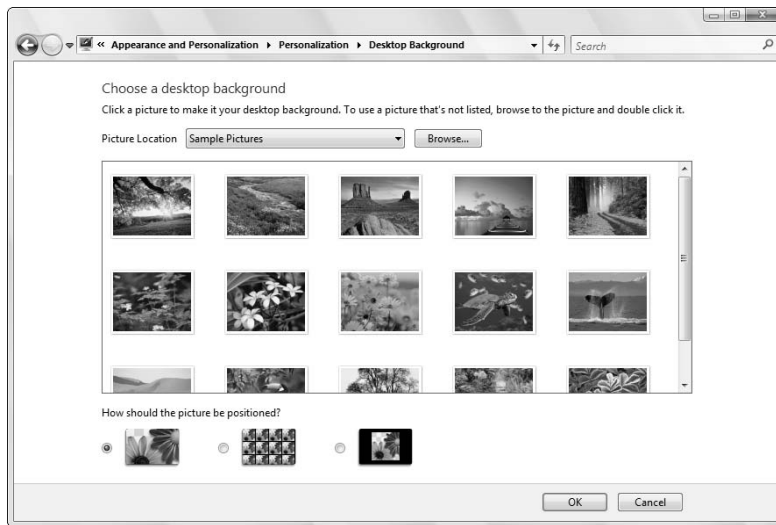 « Appearance and Personalization ▸ Personalization ▸ Desktop Background
Search
Choose a desktop background
Click a picture to make it your desktop background. To use a picture that's not listed, browse to the picture and double click it.
Picture Location Sample Pictures Browse...
How should the picture be positioned?
OK Cancel